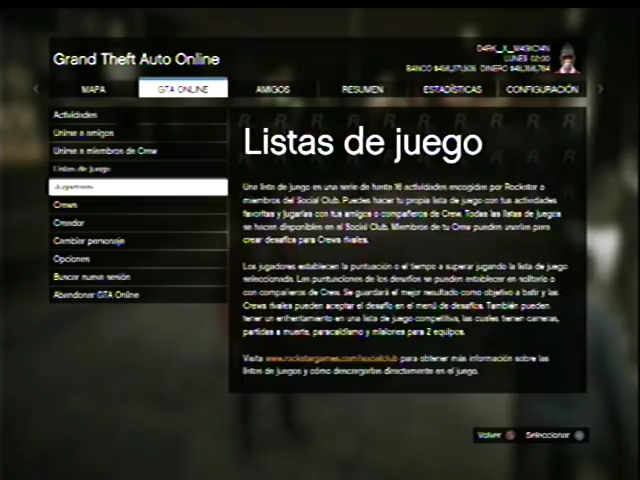 Grand Theft Auto Online
D4RK_X_M4GICI4N
LUNES 02:00
MAPA GTA ONLINE AMIGOS RESUMEN ESTADÍSTICAS CONFIGURACIÓN
Actividades
Unirse a amigos
Unirse a miembros de Crew
Listas de juego
Jugadores
Crews
Creador
Cambiar personaje
Opciones
Buscar nueva sesión
Abandonar GTA Online
Listas de juego
Una lista de juego es una serie de hasta 16 actividades escogidas por Rockstar o
miembros del Social Club. Puedes hacer tu propia lista de juego con tus actividades
favoritas y jugarlas con tus amigos o compañeros de Crew. Todas las listas de juegos
se hacen disponibles en el Social Club. Miembros de tu Crew pueden usarlas para
crear desafíos para Crews rivales.
Los jugadores establecen la puntuación o el tiempo a superar jugando la lista de juego
seleccionada. Las puntuaciones de los desafíos se pueden establecer en solitario o
con compañeros de Crew. Se guardará el mejor resultado como objetivo a batir y las
Crews rivales pueden aceptar el desafío en el menú de desafíos. También pueden
tener un enfrentamiento en una lista de juego competitiva, las cuales tienen carreras,
partidas a muerte, paracaidismo y misiones para 2 equipos.
Visita www.rockstargames.com/socialclub para obtener más información sobre las
listas de juegos y cómo descargarlas directamente en el juego.
Volver Seleccionar